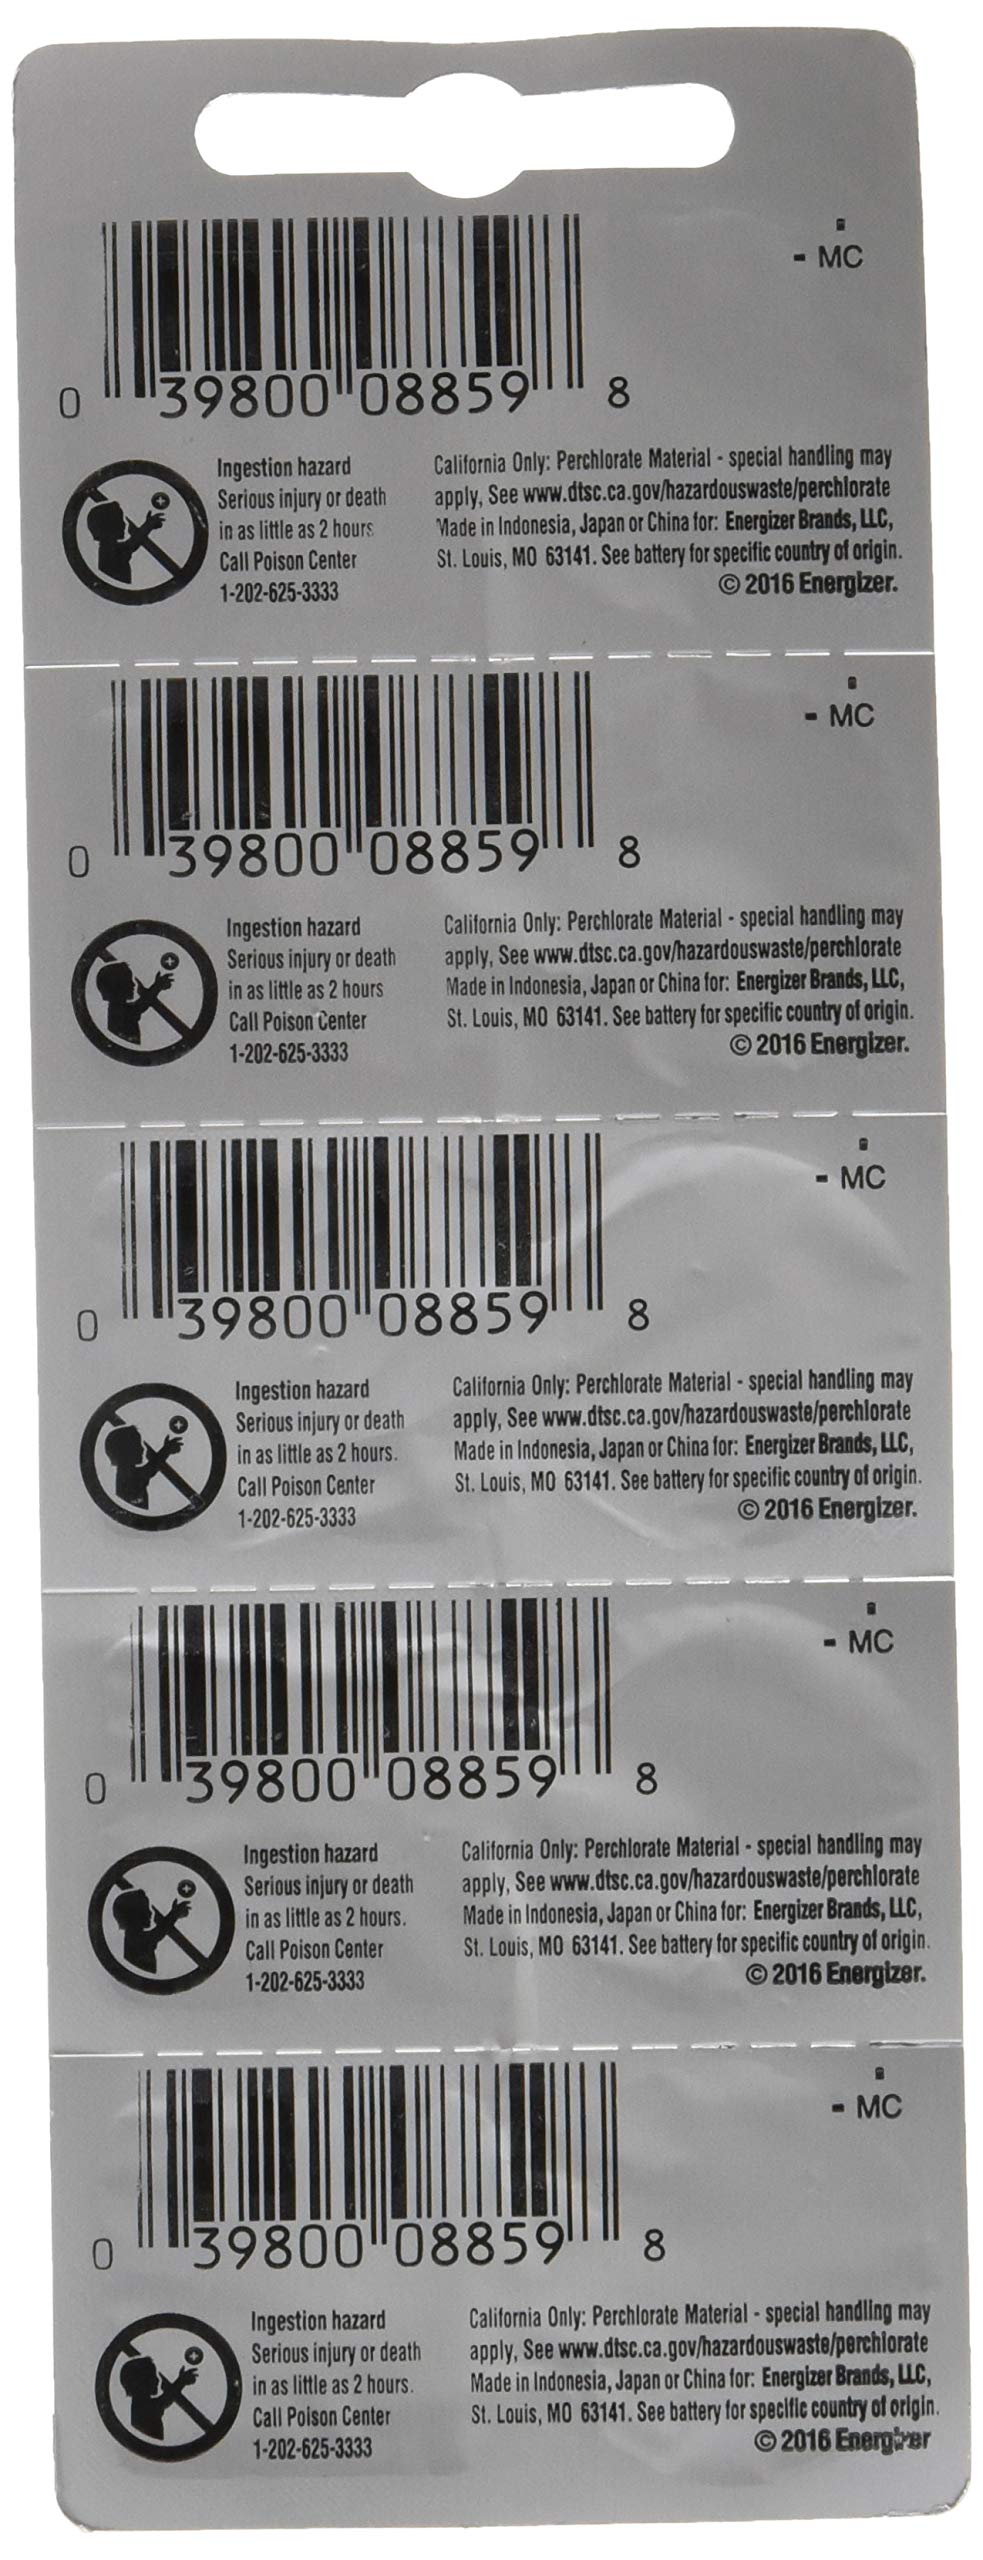 - MC
0 39800 08859 8
Ingestion hazard
Serious injury or death
in as little as 2 hours
Call Poison Center
1-202-625-3333
California Only: Perchlorate Material - special handling may
apply, See www.dtsc.ca.gov/hazardouswaste/perchlorate
Made in Indonesia, Japan or China for: Energizer Brands, LLC,
St. Louis, MO 63141. See battery for specific country of origin.
© 2016 Energizer.
- MC
0 39800 08859 8
Ingestion hazard
Serious injury or death
in as little as 2 hours
Call Poison Center
1-202-625-3333
California Only: Perchlorate Material - special handling may
apply, See www.dtsc.ca.gov/hazardouswaste/perchlorate
Made in Indonesia, Japan or China for: Energizer Brands, LLC,
St. Louis, MO 63141. See battery for specific country of origin.
© 2016 Energizer.
- MC
0 39800 08859 8
Ingestion hazard
Serious injury or death
in as little as 2 hours.
Call Poison Center
1-202-625-3333
California Only: Perchlorate Material - special handling may
apply, See www.dtsc.ca.gov/hazardouswaste/perchlorate
Made in Indonesia, Japan or China for: Energizer Brands, LLC,
St. Louis, MO 63141. See battery for specific country of origin.
© 2016 Energizer.
- MC
0 39800 08859 8
Ingestion hazard
Serious injury or death
in as little as 2 hours.
Call Poison Center
1-202-625-3333
California Only: Perchlorate Material - special handling may
apply, See www.dtsc.ca.gov/hazardouswaste/perchlorate
Made in Indonesia, Japan or China for: Energizer Brands, LLC,
St. Louis, MO 63141. See battery for specific country of origin.
© 2016 Energizer.
- MC
0 39800 08859 8
Ingestion hazard
Serious injury or death
in as little as 2 hours.
Call Poison Center
1-202-625-3333
California Only: Perchlorate Material - special handling may
apply, See www.dtsc.ca.gov/hazardouswaste/perchlorate
Made in Indonesia, Japan or China for: Energizer Brands, LLC,
St. Louis, MO 63141. See battery for specific country of origin.
© 2016 Energizer